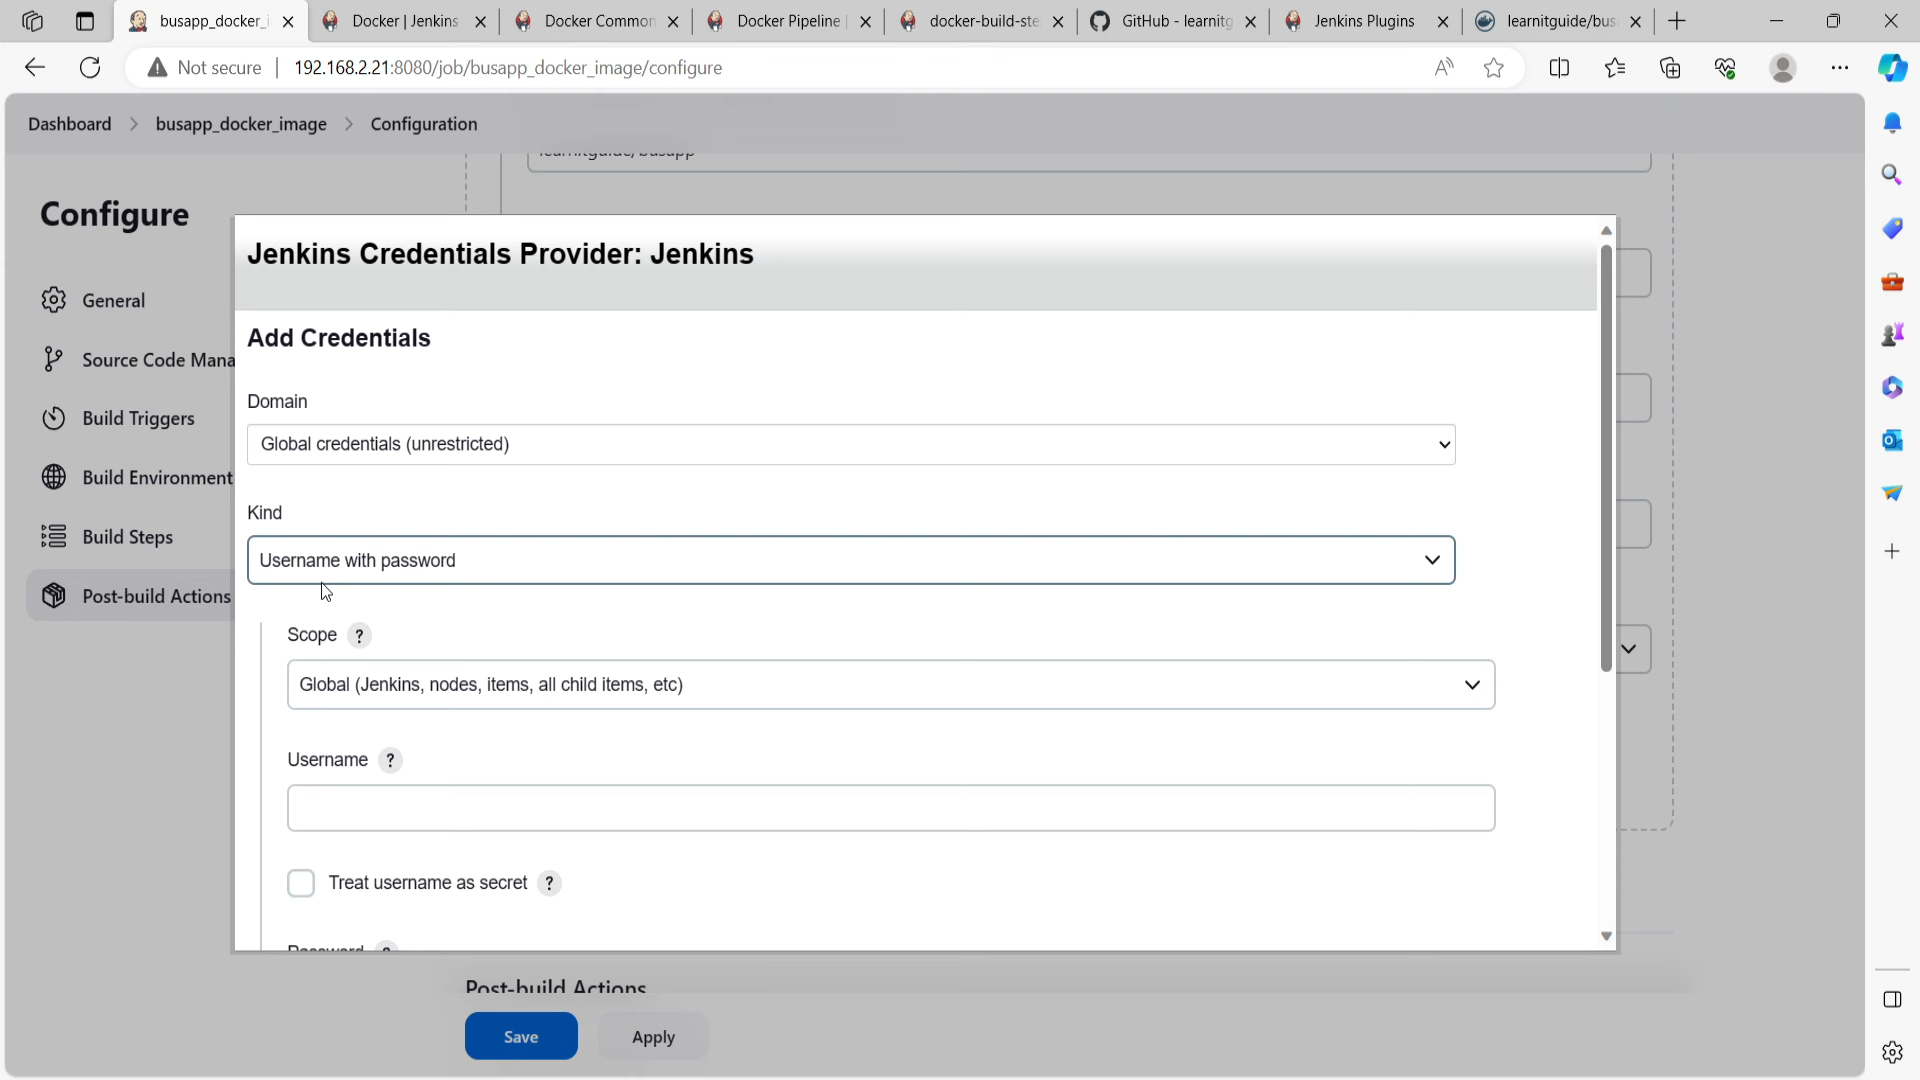 busapp_docker_i
Docker | Jenkins
Docker Common
Docker Pipeline |
docker-build-ste
GitHub - learnitg
Jenkins Plugins
learnitguide/bus
Not secure
192.168.2.21:8080/job/busapp_docker_image/configure
Dashboard
busapp_docker_image
Configuration
learnitguide/busapp
Configure
General
Source Code Mana
Build Triggers
Build Environment
Build Steps
Post-build Actions
Jenkins Credentials Provider: Jenkins
Add Credentials
Domain
Global credentials (unrestricted)
Kind
Username with password
Scope ?
Global (Jenkins, nodes, items, all child items, etc)
Username ?
Treat username as secret ?
Password ?
Post-build Actions
Save
Apply